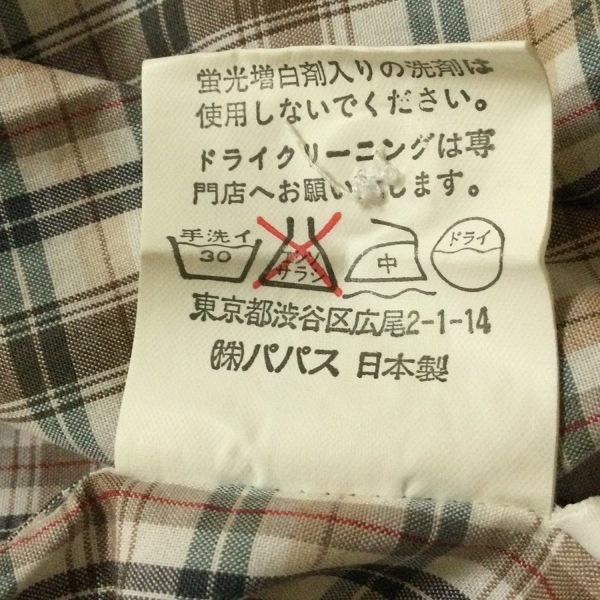 蛍光増白剤入りの洗剤は
使用しないでください。
ドライクリーニングは専
門店へお願い します。
手洗イ 30
エンソ サラシ
中
ドライ
東京都渋谷区広尾2-1-14
㈱パパス 日本製